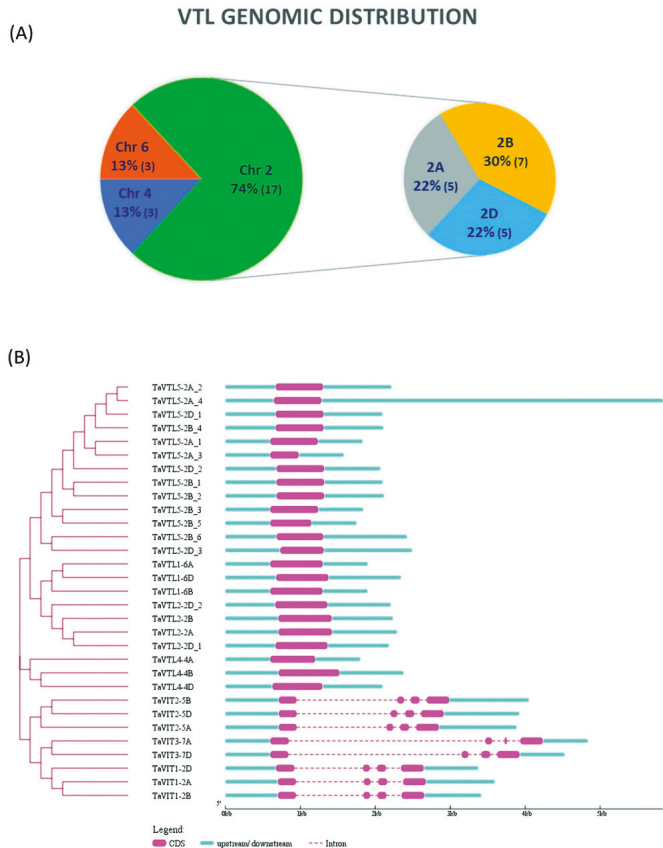 VTL GENOMIC DISTRIBUTION
(A)
Chr 6
13% (3)
Chr 4
13% (3)
Chr 2
74% (17)
2A
22% (5)
2B
30% (7)
2D
22% (5)
(B)
TaVTL5-2A_2
TaVTL5-2A_4
TaVTL5-2D_1
TaVTL5-2B_4
TaVTL5-2A_1
TaVTL5-2A_3
TaVTL5-2D_2
TaVTL5-2B_1
TaVTL5-2B_2
TaVTL5-2B_3
TaVTL5-2B_5
TaVTL5-2B_6
TaVTL5-2D_3
TaVTL1-6A
TaVTL1-6D
TaVTL1-6B
TaVTL2-2D_2
TaVTL2-2B
TaVTL2-2A
TaVTL2-2D_1
TaVTL4-4A
TaVTL4-4B
TaVTL4-4D
TaVIT2-5B
TaVIT2-5D
TaVIT2-5A
TaVIT3-7A
TaVIT3-7D
TaVIT1-2D
TaVIT1-2A
TaVIT1-2B
5'
0kb 1kb 2kb 3kb 4kb 5kb
Legend:
CDS upstream/ downstream Intron